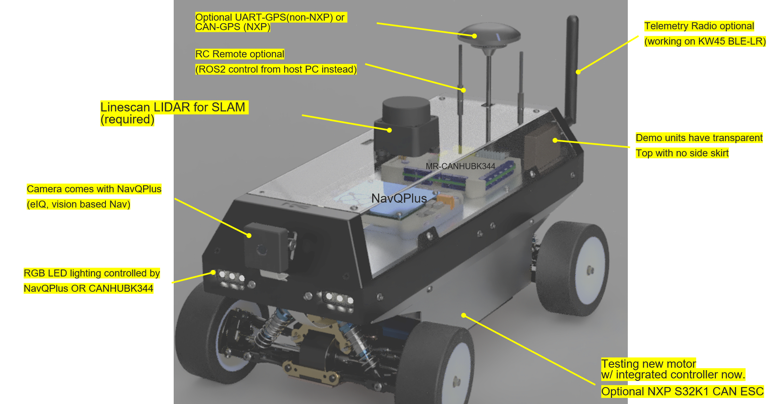 Optional UART-GPS(non-NXP) or
CAN-GPS (NXP)
Telemetry Radio optional
(working on KW45 BLE-LR)
RC Remote optional
(ROS2 control from host PC instead)
Linescan LIDAR for SLAM
(required)
Demo units have transparent
Top with no side skirt
MR-CANHUBK344
NavQPlus
Camera comes with NavQPlus
(eIQ, vision based Nav)
RGB LED lighting controlled by
NavQPlus OR CANHUBK344
Testing new motor
w/ integrated controller now.
Optional NXP S32K1 CAN ESC